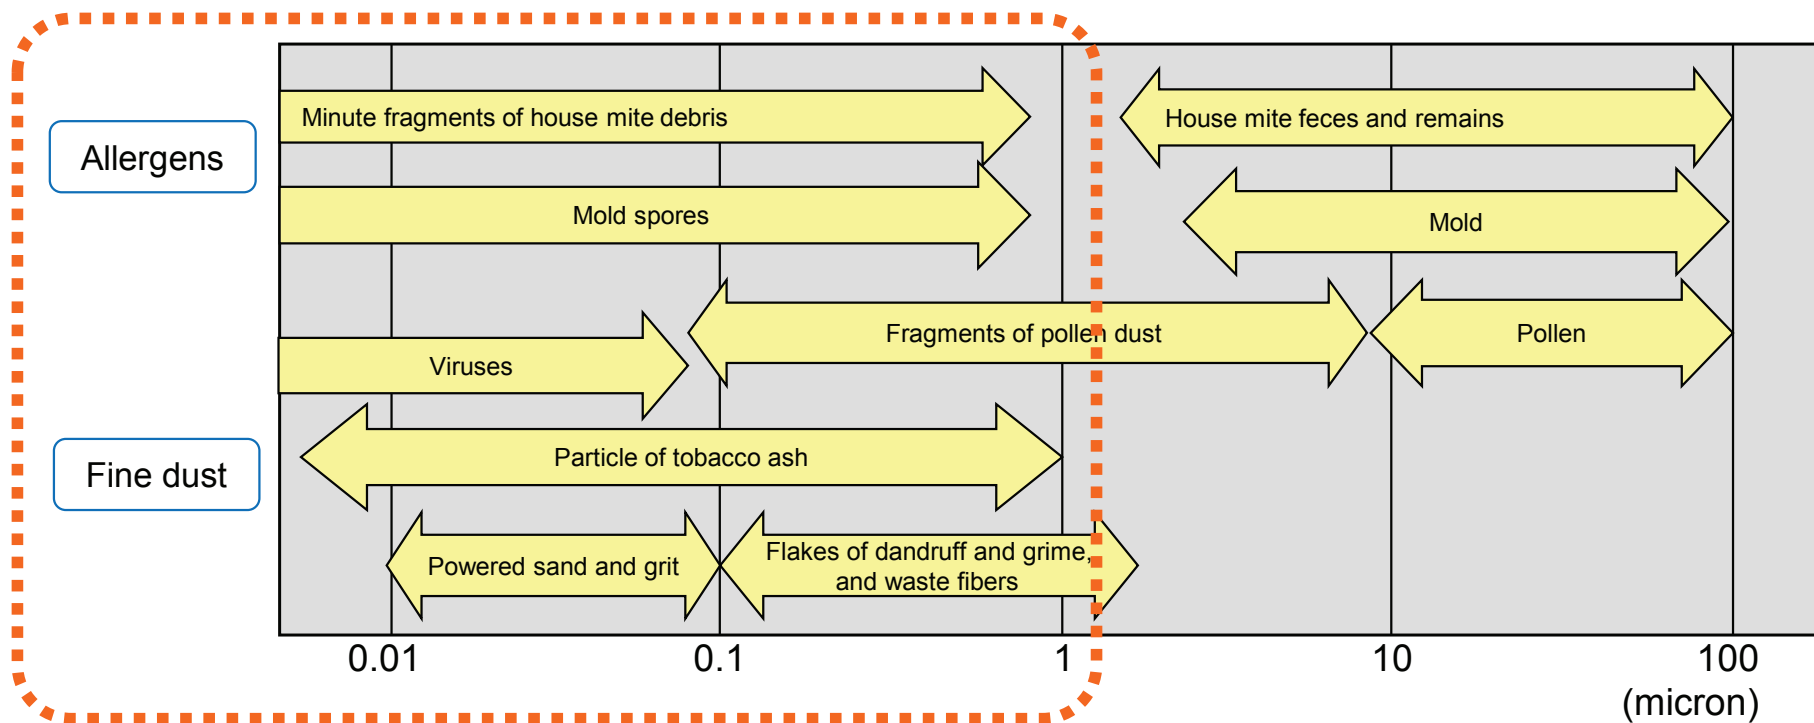 Allergens
Minute fragments of house mite debris
House mite feces and remains
Mold spores
Mold
Fragments of pollen dust
Pollen
Viruses
Fine dust
Particle of tobacco ash
Powered sand and grit
Flakes of dandruff and grime,
and waste fibers
0.01 0.1 1 10 100
(micron)